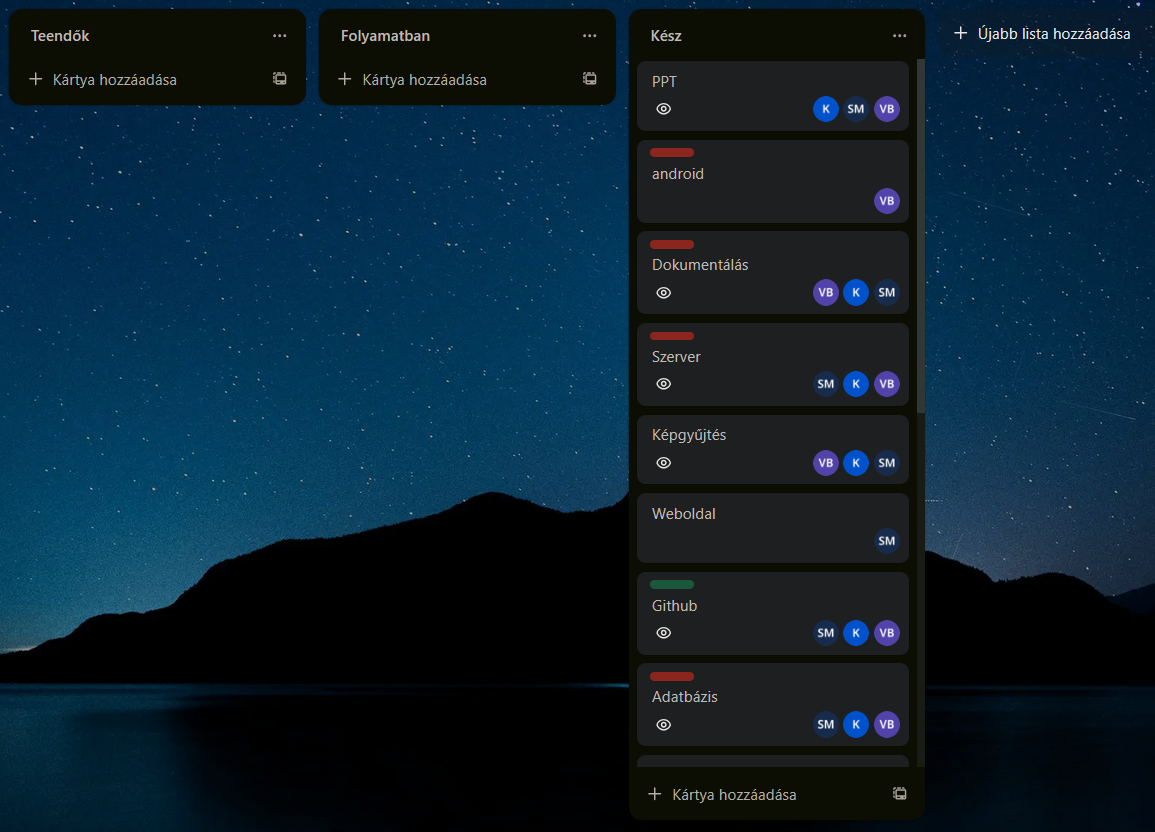 Teendők
Kártya hozzáadása
Folyamatban
Kártya hozzáadása
Kész
PPT
K SM VB
android
VB
Dokumentálás
VB K SM
Szerver
SM K VB
Képgyűjtés
VB K SM
Weboldal
SM
Github
SM K VB
Adatbázis
SM K VB
Kártya hozzáadása
Újabb lista hozzáadása